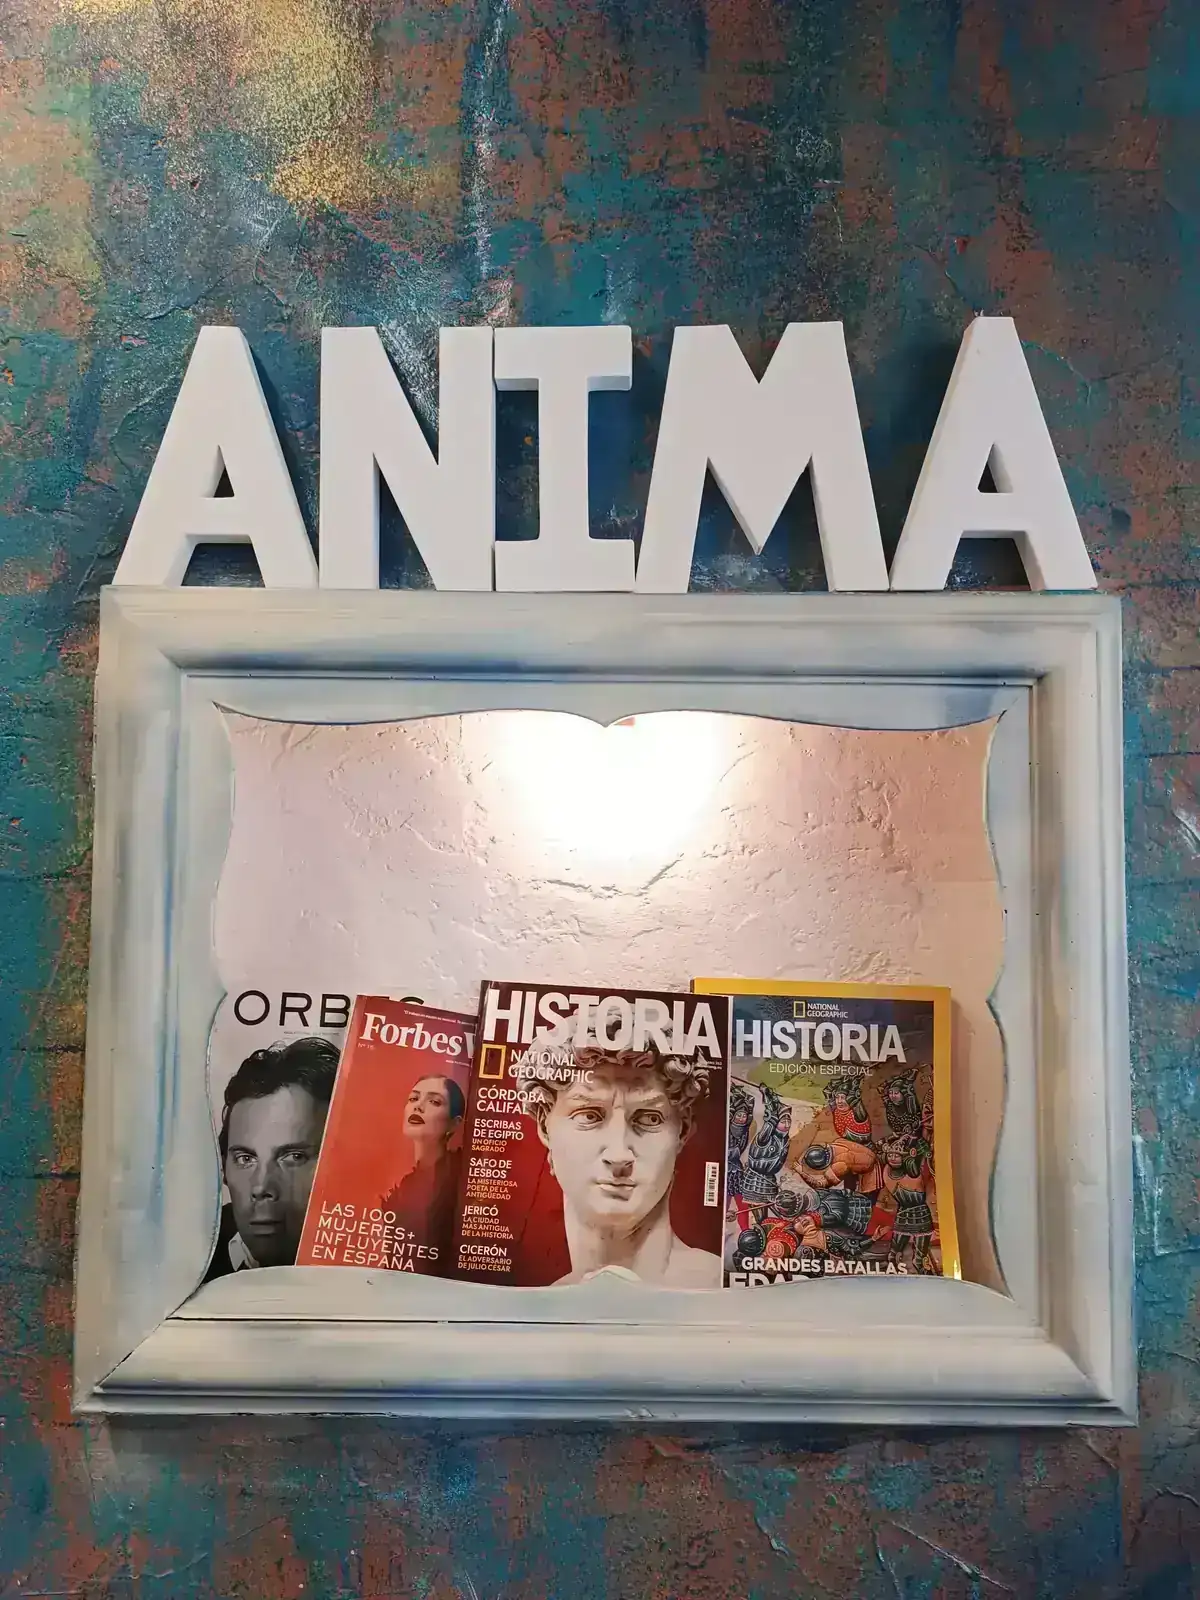 ANIMA
ORB
Forbes
LAS 100
MUJERES+
INFLUYENTES
EN ESPAÑA
HISTORIA
NATIONAL
GEOGRAPHIC
CÓRDOBA
CALIFAL
ESCRIBAS
DE EGIPTO
UN OFICIO
SAGRADO
SAFO DE
LESBOS
LA MISTERIOSA
POETA DE LA
ANTIGÜEDAD
JERICÓ
LA CIUDAD
MÁS ANTIGUA
DE LA HISTORIA
CICERÓN
EL ADVERSARIO
DE JULIO CÉSAR
NATIONAL
GEOGRAPHIC
HISTORIA
EDICIÓN ESPECIAL
GRANDES BATALLAS
EDAD